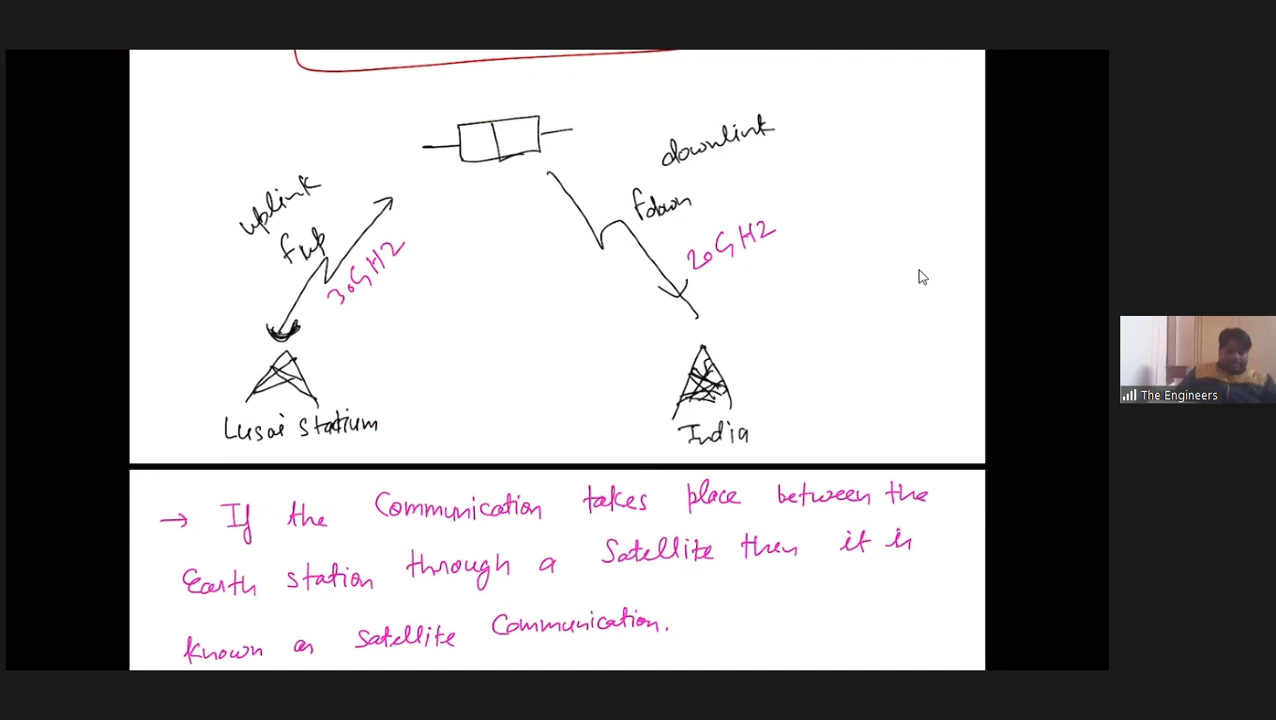 downlink
uplink
fdown
fup
20GHZ
30GHZ
Lusai Statium
India
The Engineers
→ If the Communication takes place between the
Earth station through a Satellite then it is
known as Satellite Communication.